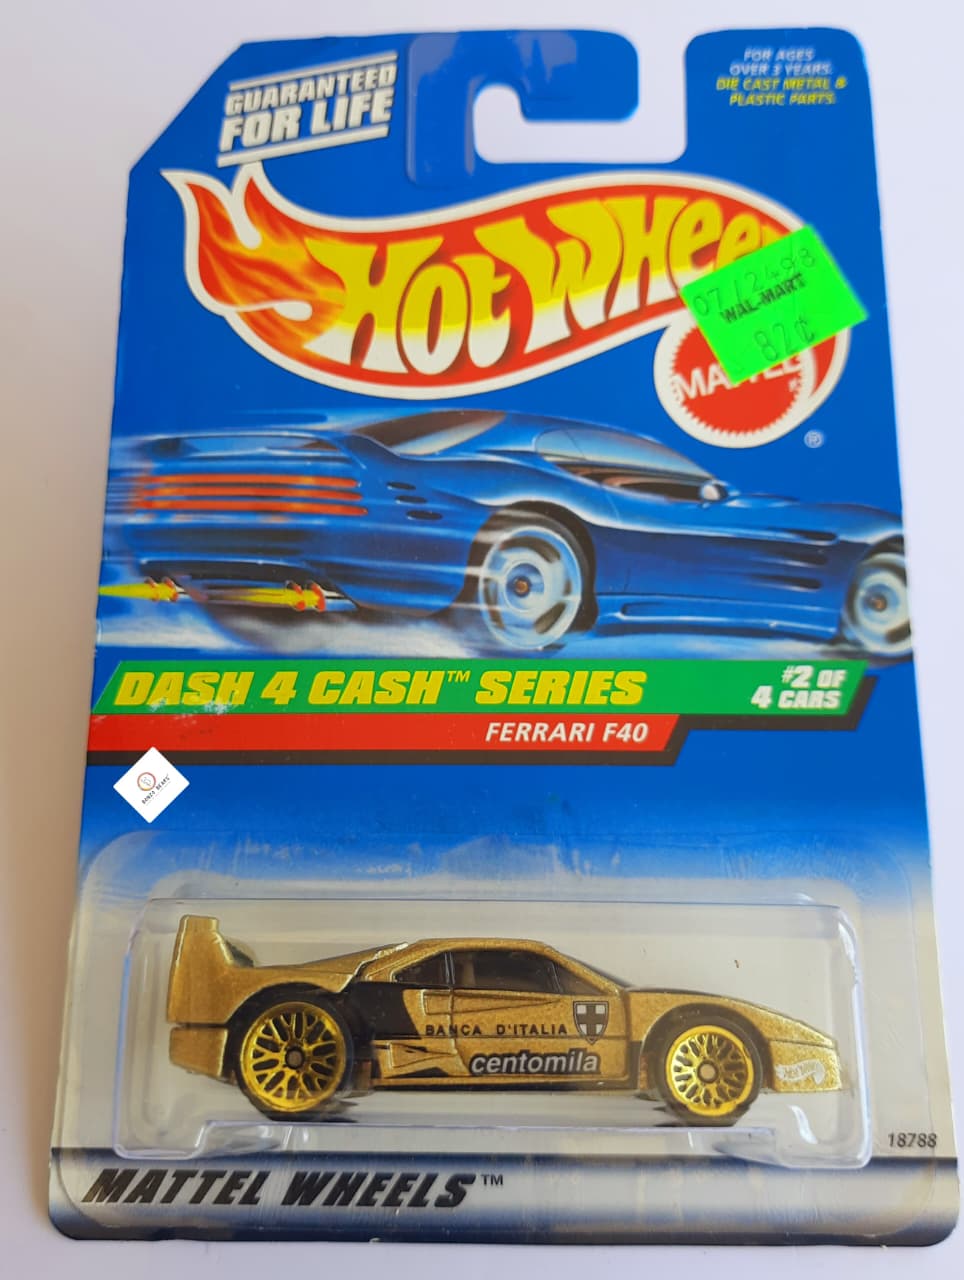 GUARANTEED
FOR LIFE
FOR AGES
OVER 3 YEARS.
DIE CAST METAL &
PLASTIC PARTS.
HOT WHEE
07/24 98
WAL-MART
82¢
MATTEL
®
DASH 4 CASH™ SERIES
#2 OF
4 CARS
FERRARI F40
BANCA D'ITALIA
centomila
Hot Wheels
18788
MATTEL WHEELS™